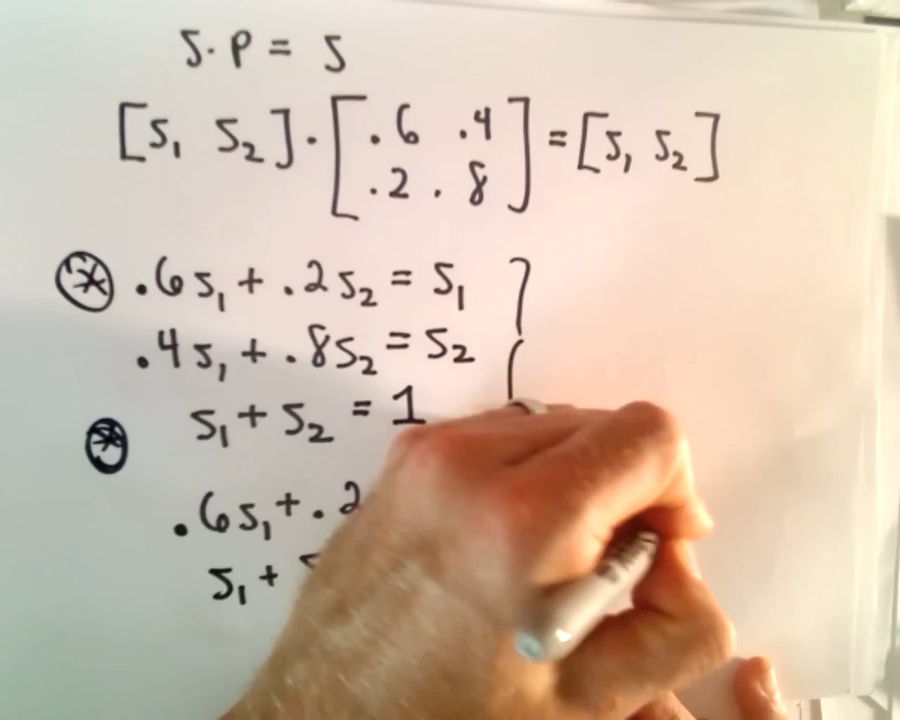 S · P = S
[S₁ S₂] · [.6 .4
.2 .8] = [S₁ S₂]
⊛ .6S₁ + .2S₂ = S₁
.4S₁ + .8S₂ = S₂
S₁ + S₂ = 1
⊛
.6S₁ + .2
S₁ +